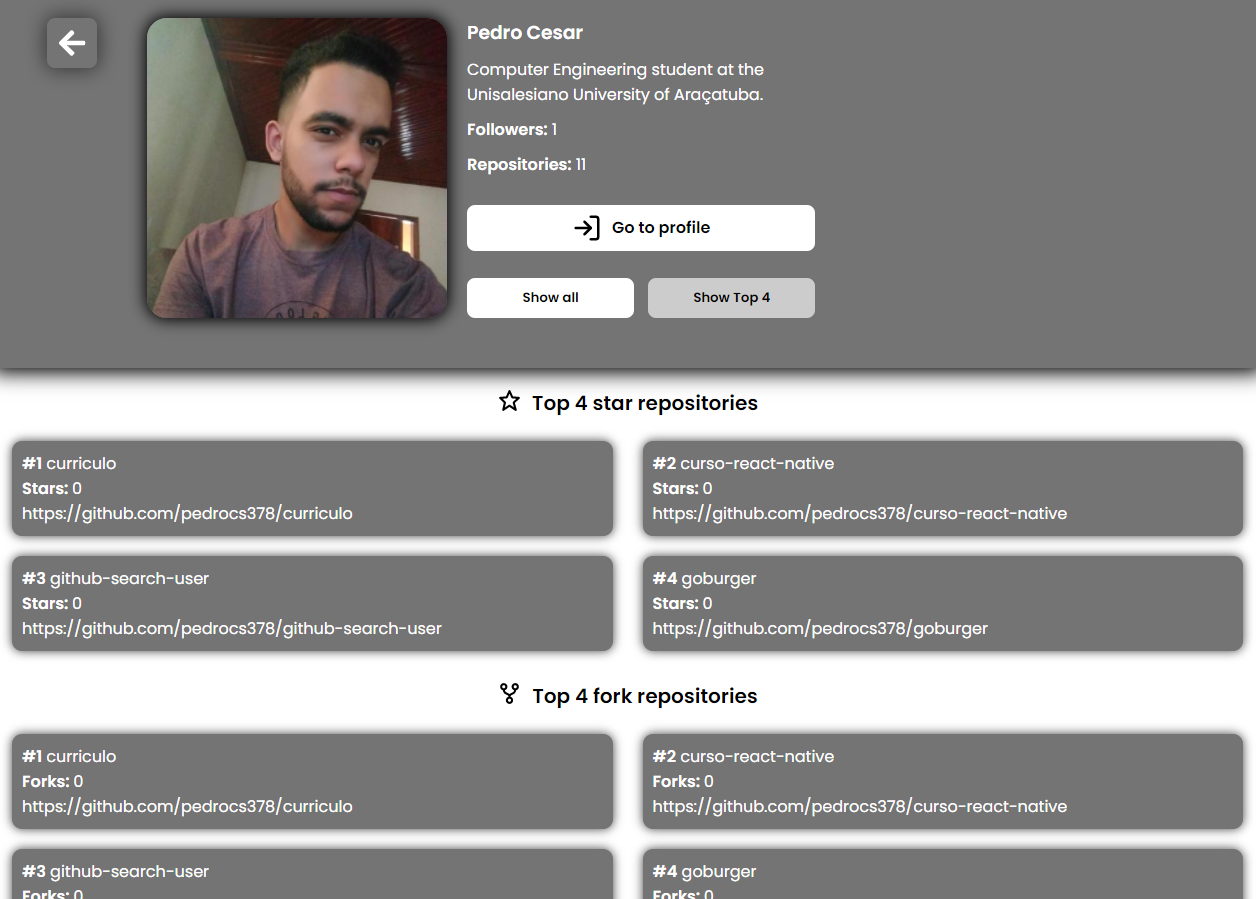 Pedro Cesar
Computer Engineering student at the
Unisalesiano University of Araçatuba.
Followers: 1
Repositories: 11
Go to profile
Show all
Show Top 4
Top 4 star repositories
#1 curriculo
Stars: 0
https://github.com/pedrocs378/curriculo
#2 curso-react-native
Stars: 0
https://github.com/pedrocs378/curso-react-native
#3 github-search-user
Stars: 0
https://github.com/pedrocs378/github-search-user
#4 goburger
Stars: 0
https://github.com/pedrocs378/goburger
Top 4 fork repositories
#1 curriculo
Forks: 0
https://github.com/pedrocs378/curriculo
#2 curso-react-native
Forks: 0
https://github.com/pedrocs378/curso-react-native
#3 github-search-user
Forks: 0
#4 goburger
Forks: 0